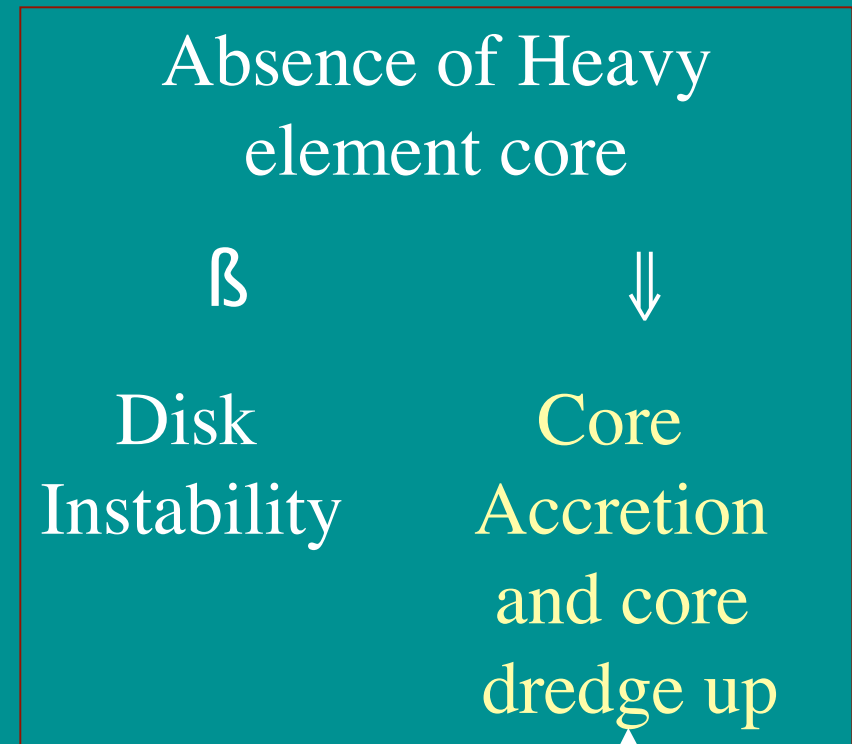 Absence of Heavy
element core
ß ⇓
Disk
Instability
Core
Accretion
and core
dredge up